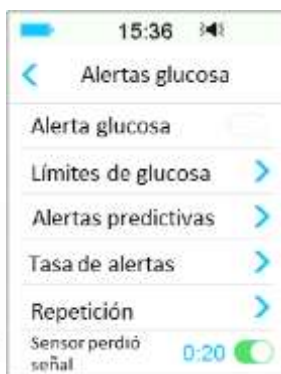 15:36
Alertas glucosa
Alerta glucosa
Límites de glucosa
Alertas predictivas
Tasa de alertas
Repetición
Sensor perdió
señal
0:20